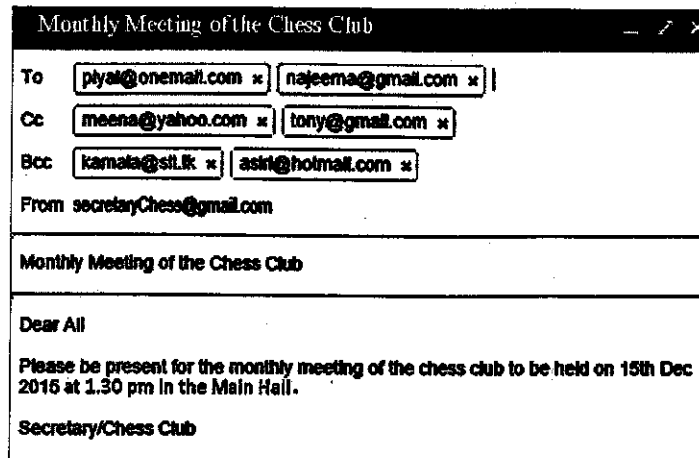 Monthly Meeting of the Chess Club
To piyal@onemail.com × najeema@gmail.com ×
Cc meena@yahoo.com × tony@gmail.com ×
Bcc kamala@slt.lk × asiri@hotmail.com ×
From secretaryChess@gmail.com
Monthly Meeting of the Chess Club
Dear All
Please be present for the monthly meeting of the chess club to be held on 15th Dec
at 1.30 pm in the Main Hall.
Secretary/Chess Club